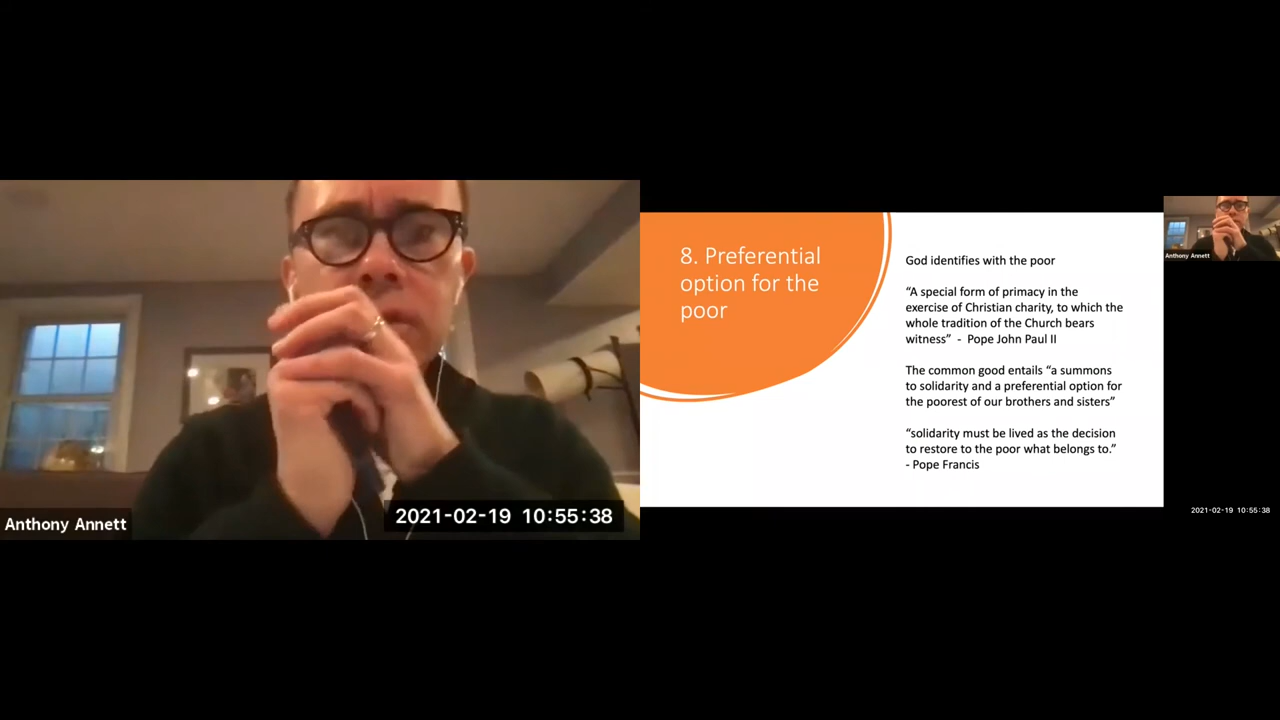 Anthony Annett
2021-02-19 10:55:38
8. Preferential
option for the
poor
God identifies with the poor
“A special form of primacy in the
exercise of Christian charity, to which the
whole tradition of the Church bears
witness” - Pope John Paul II
The common good entails “a summons
to solidarity and a preferential option for
the poorest of our brothers and sisters”
“solidarity must be lived as the decision
to restore to the poor what belongs to.”
- Pope Francis
Anthony Annett
2021-02-19 10:55:38